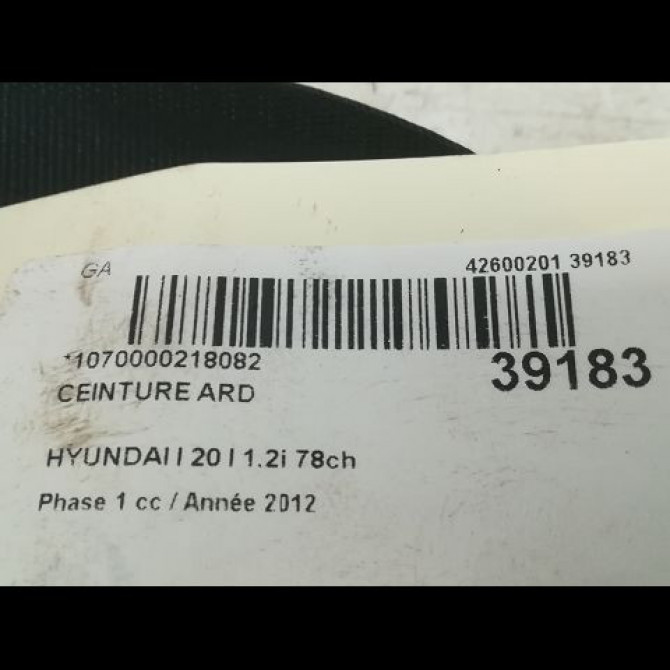 GA 42600201 39183
*1070000218082 39183
CEINTURE ARD
HYUNDAI I 20 I 1.2i 78ch
Phase 1 cc / Année 2012